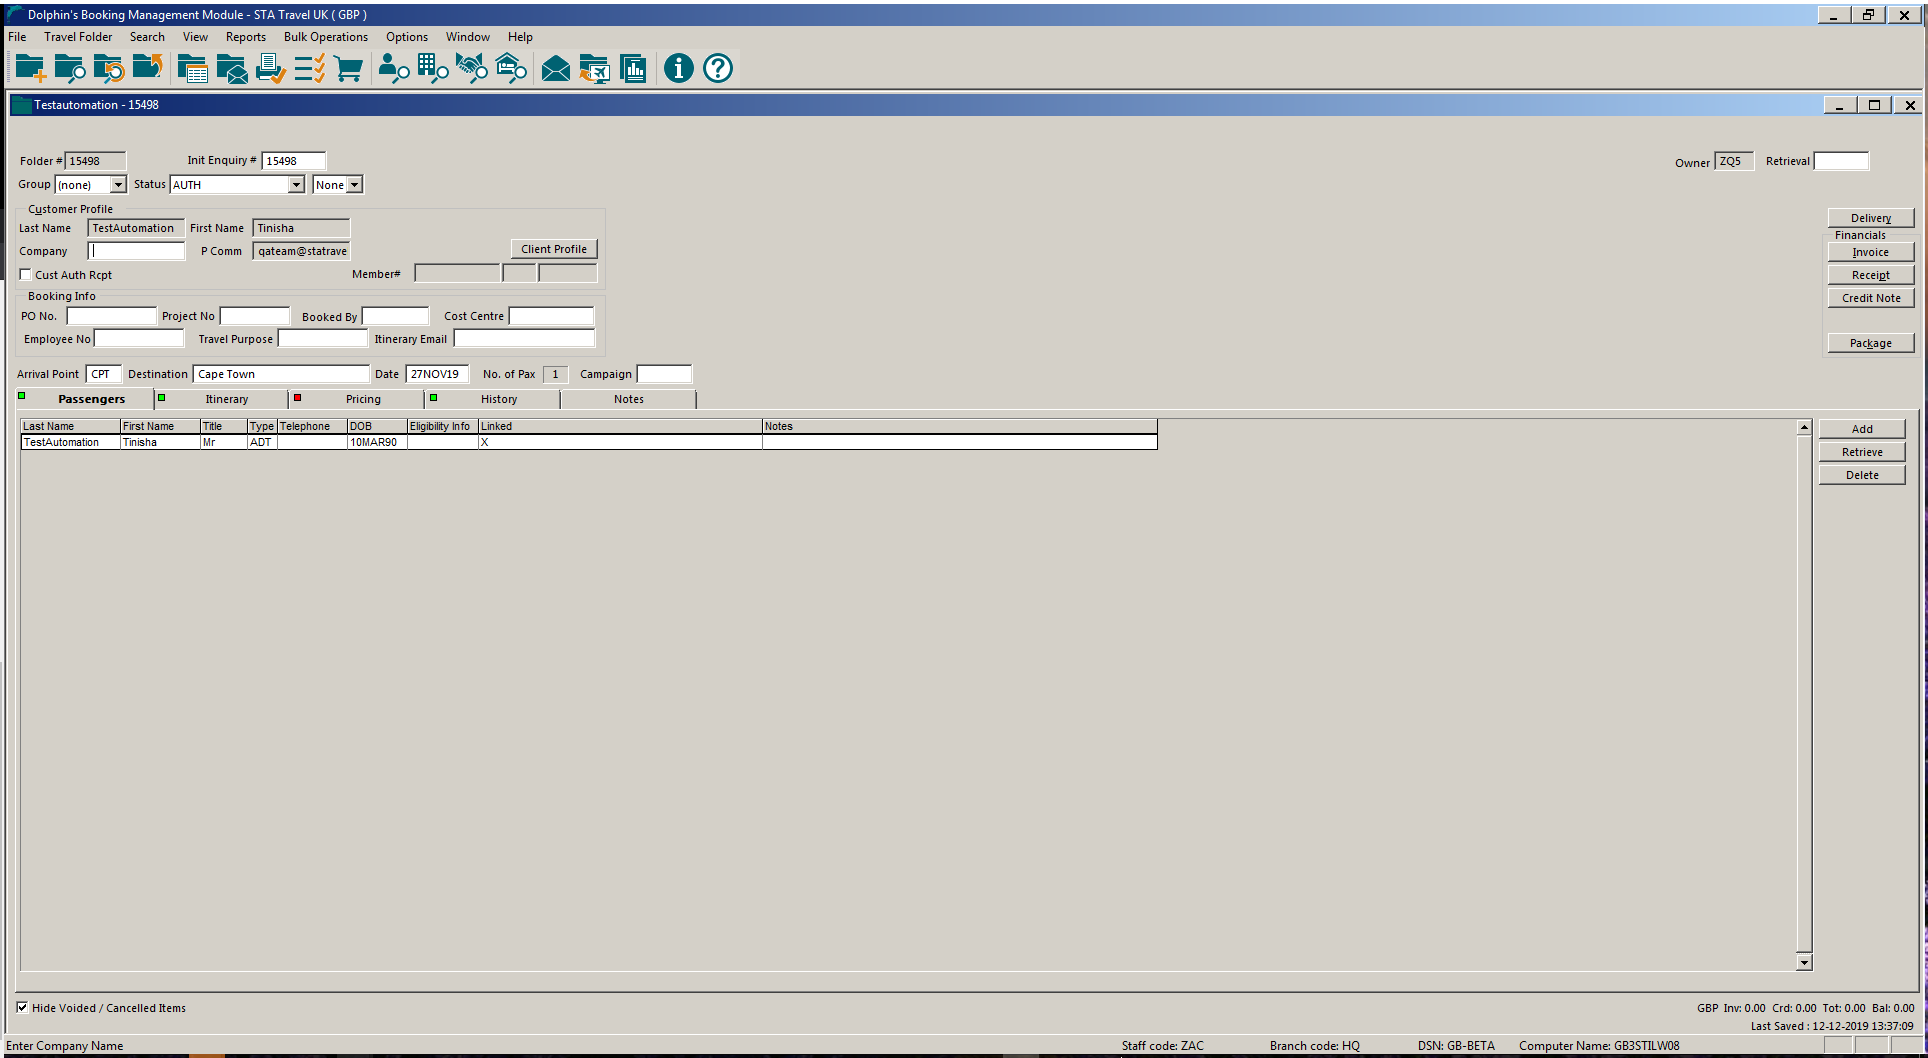 Dolphin's Booking Management Module - STA Travel UK ( GBP )
File Travel Folder Search View Reports Bulk Operations Options Window Help
Testautomation - 15498
Folder # 15498 Init Enquiry # 15498 Owner ZQ5 Retrieval
Group (none) Status AUTH None
Customer Profile
Last Name TestAutomation First Name Tinisha
Company P Comm qateam@statrave Client Profile
Cust Auth Rcpt Member#
Booking Info
PO No. Project No Booked By Cost Centre
Employee No Travel Purpose Itinerary Email
Delivery
Financials
Invoice
Receipt
Credit Note
Package
Arrival Point CPT Destination Cape Town Date 27NOV19 No. of Pax 1 Campaign
Passengers Itinerary Pricing History Notes
Last Name First Name Title Type Telephone DOB Eligibility Info Linked Notes
TestAutomation Tinisha Mr ADT 10MAR90 X
Add
Retrieve
Delete
Hide Voided / Cancelled Items GBP Inv: 0.00 Crd: 0.00 Tot: 0.00 Bal: 0.00
Last Saved : 12-12-2019 13:37:09
Enter Company Name Staff code: ZAC Branch code: HQ DSN: GB-BETA Computer Name: GB3STILW08